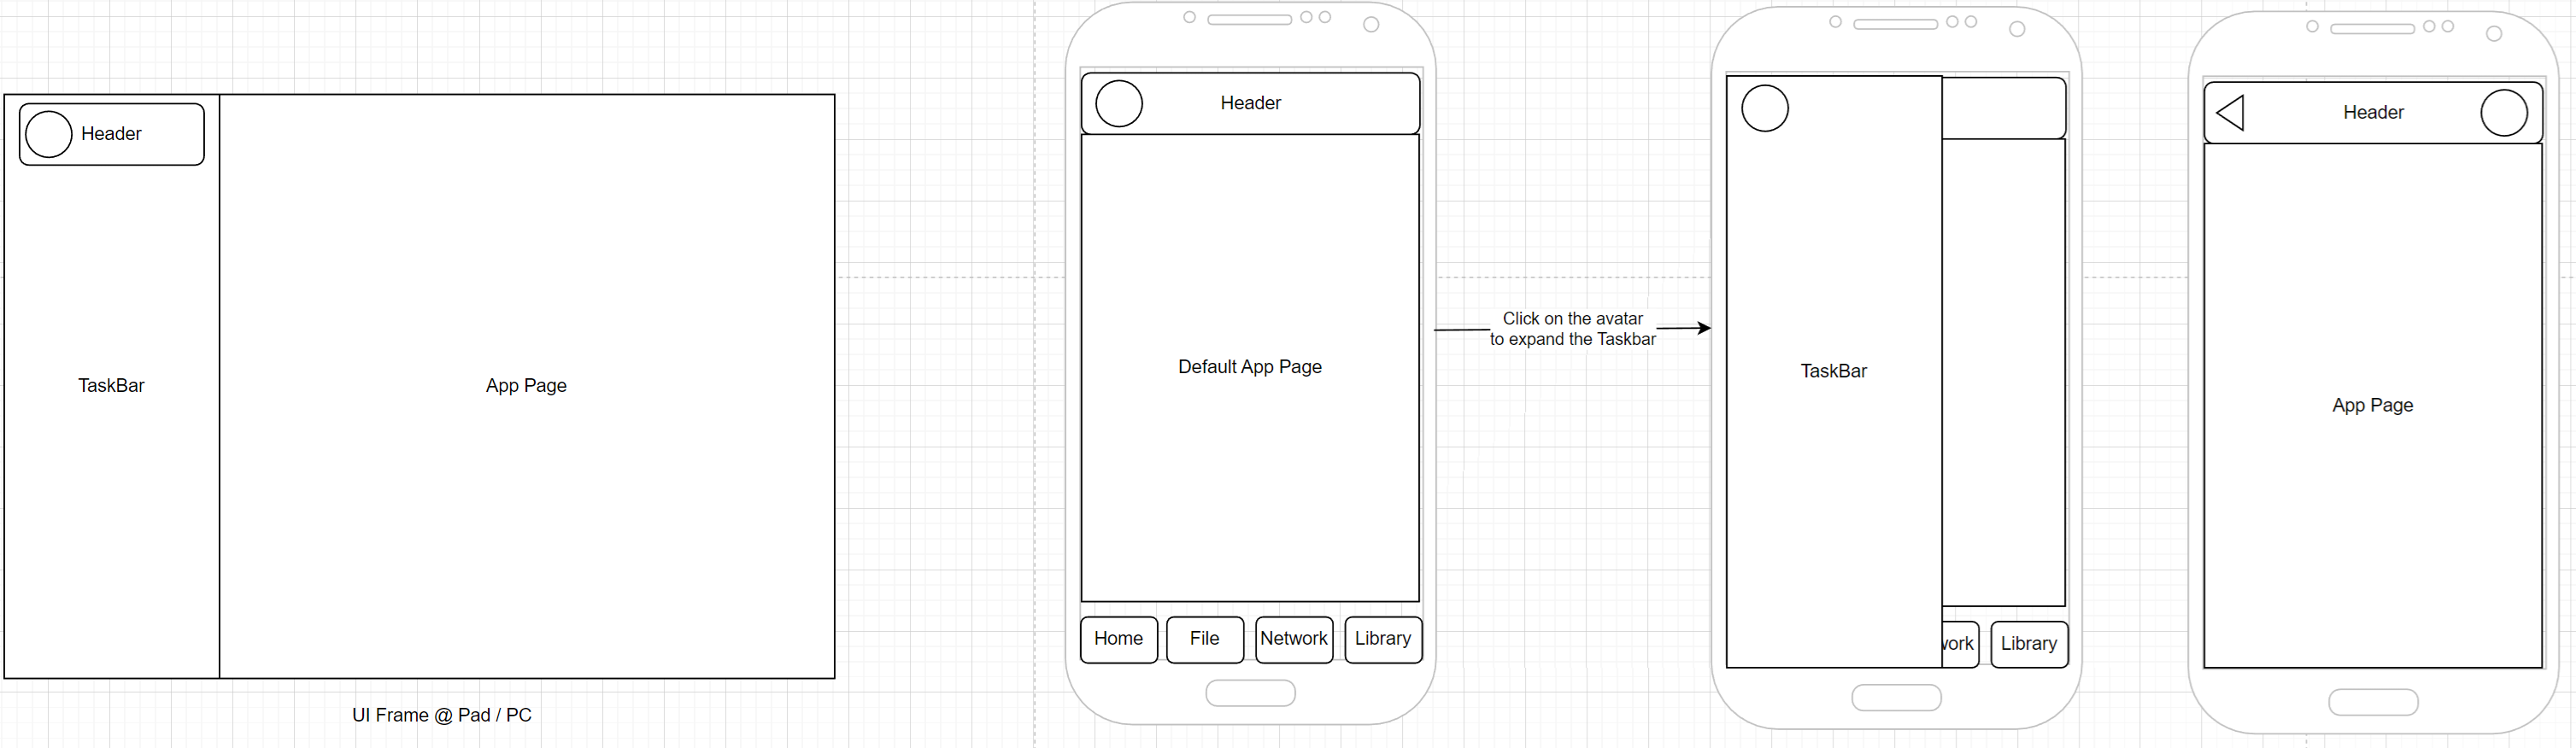 Header
TaskBar
App Page
UI Frame @ Pad / PC
Header
Default App Page
Home
File
Network
Library
Click on the avatar
to expand the Taskbar
TaskBar
work
Library
Header
App Page